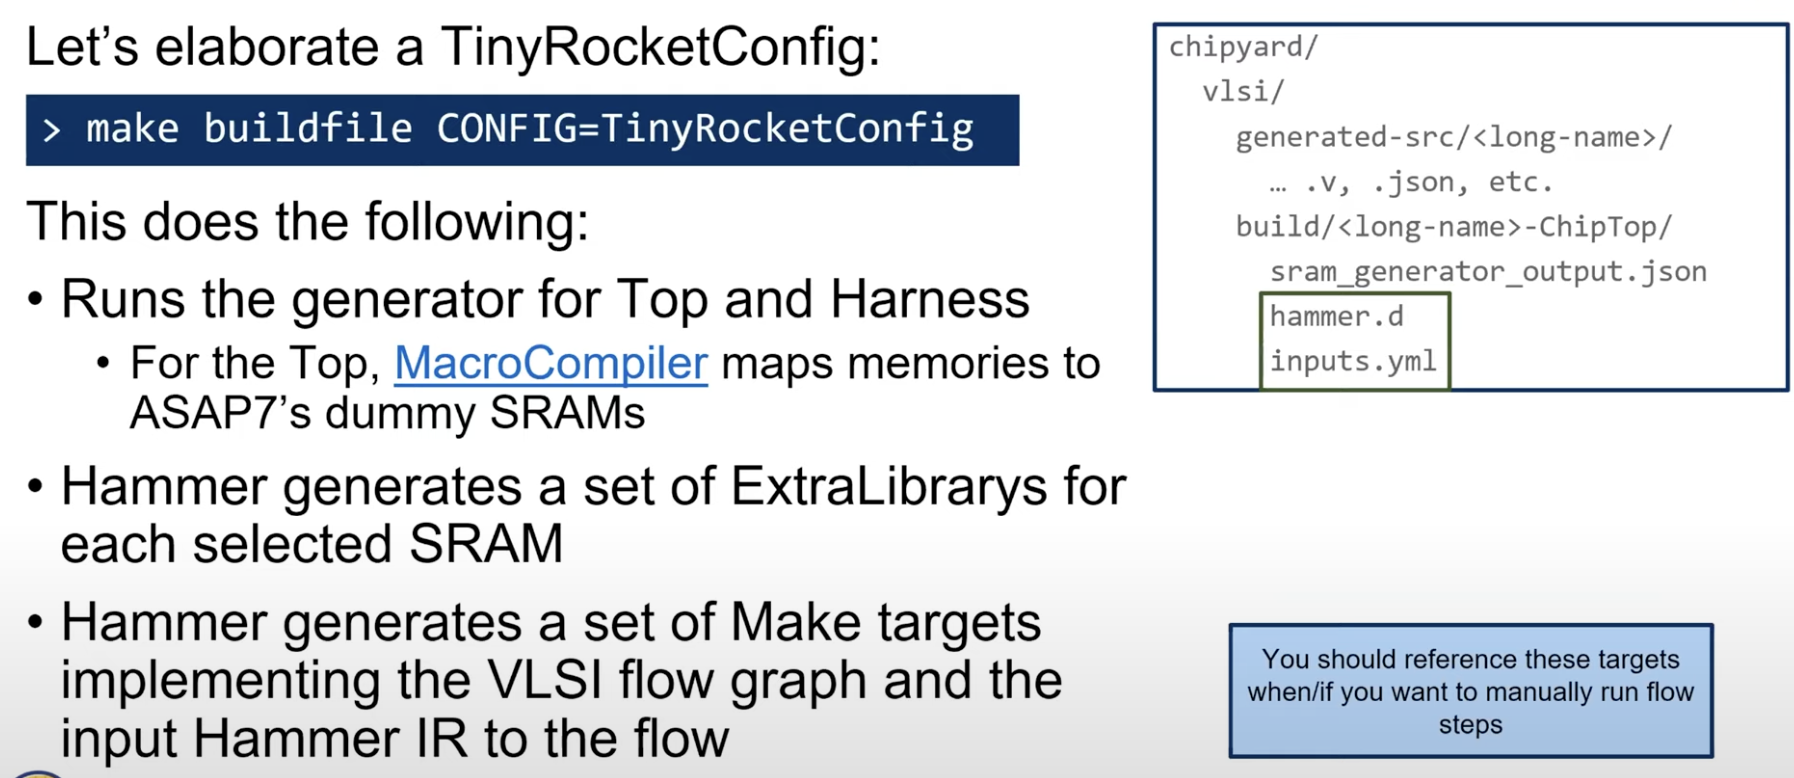 Let's elaborate a TinyRocketConfig:
> make buildfile CONFIG=TinyRocketConfig
This does the following:
• Runs the generator for Top and Harness
• For the Top, MacroCompiler maps memories to
ASAP7's dummy SRAMs
• Hammer generates a set of ExtraLibrarys for
each selected SRAM
• Hammer generates a set of Make targets
implementing the VLSI flow graph and the
input Hammer IR to the flow
chipyard/
vlsi/
generated-src/<long-name>/
… .v, .json, etc.
build/<long-name>-ChipTop/
sram_generator_output.json
hammer.d
inputs.yml
You should reference these targets
when/if you want to manually run flow
steps